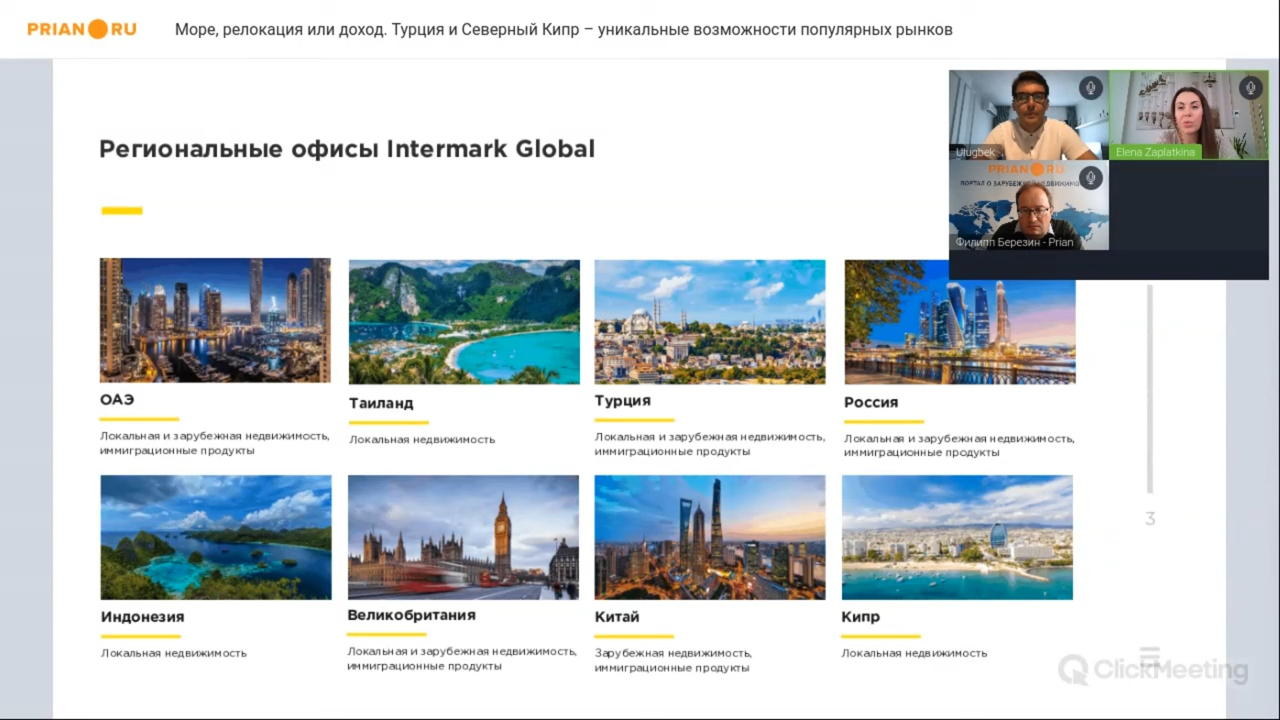 PRIAN RU
Море, релокация или доход. Турция и Северный Кипр – уникальные возможности популярных рынков
Региональные офисы Intermark Global
Ulugbek
Elena Zaplatkina
PRIAN RU
ПОРТАЛ О ЗАРУБЕЖ НЕДВИЖИМО
Филипп Березин - Prian
ОАЭ
Локальная и зарубежная недвижимость,
иммиграционные продукты
Таиланд
Локальная недвижимость
Турция
Локальная и зарубежная недвижимость,
иммиграционные продукты
Россия
Локальная и зарубежная недвижимость,
иммиграционные продукты
Индонезия
Локальная недвижимость
Великобритания
Локальная и зарубежная недвижимость,
иммиграционные продукты
Китай
Зарубежная недвижимость,
иммиграционные продукты
Кипр
Локальная недвижимость
3
ClickMeeting